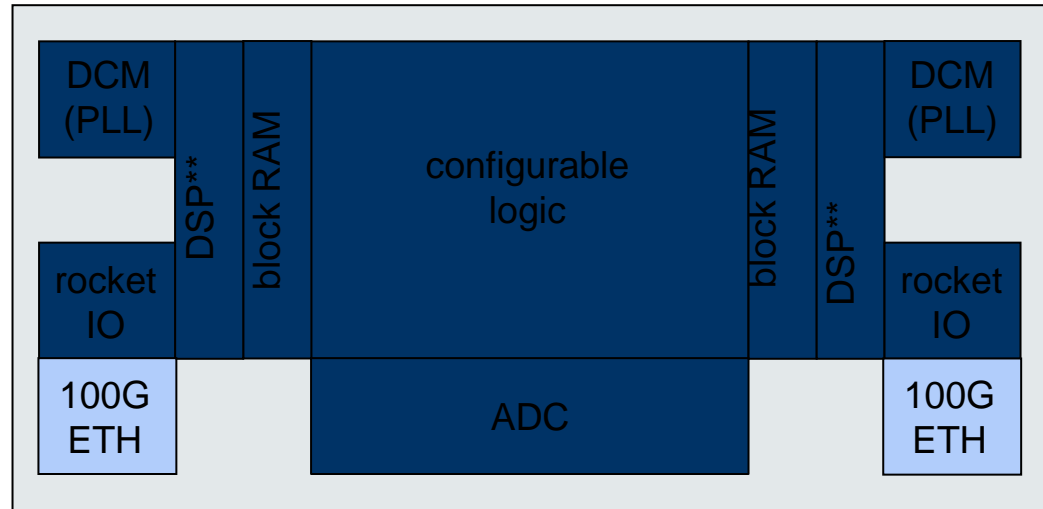 DCM
(PLL)
DSP**
block RAM
configurable
logic
block RAM
DSP**
DCM
(PLL)
rocket
IO
rocket
IO
100G
ETH
ADC
100G
ETH